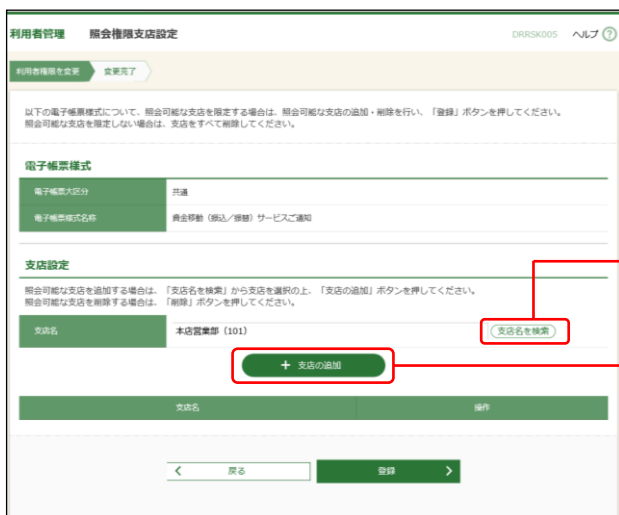 利用者管理 照会権限支店設定 DRRSK005 ヘルプ ?
利用者権限を変更 変更完了
以下の電子帳票様式について、照会可能な支店を限定する場合は、照会可能な支店の追加・削除を行い、「登録」ボタンを押してください。
照会可能な支店を限定しない場合は、支店をすべて削除してください。
電子帳票様式
電子帳票大区分 共通
電子帳票様式名称 資金移動（振込／振替）サービスご通知
支店設定
照会可能な支店を追加する場合は、「支店名を検索」から支店を選択の上、「支店の追加」ボタンを押してください。
照会可能な支店を削除する場合は、「削除」ボタンを押してください。
支店名 本店営業部（101） 支店名を検索
＋ 支店の追加
支店名 操作
戻る 登録